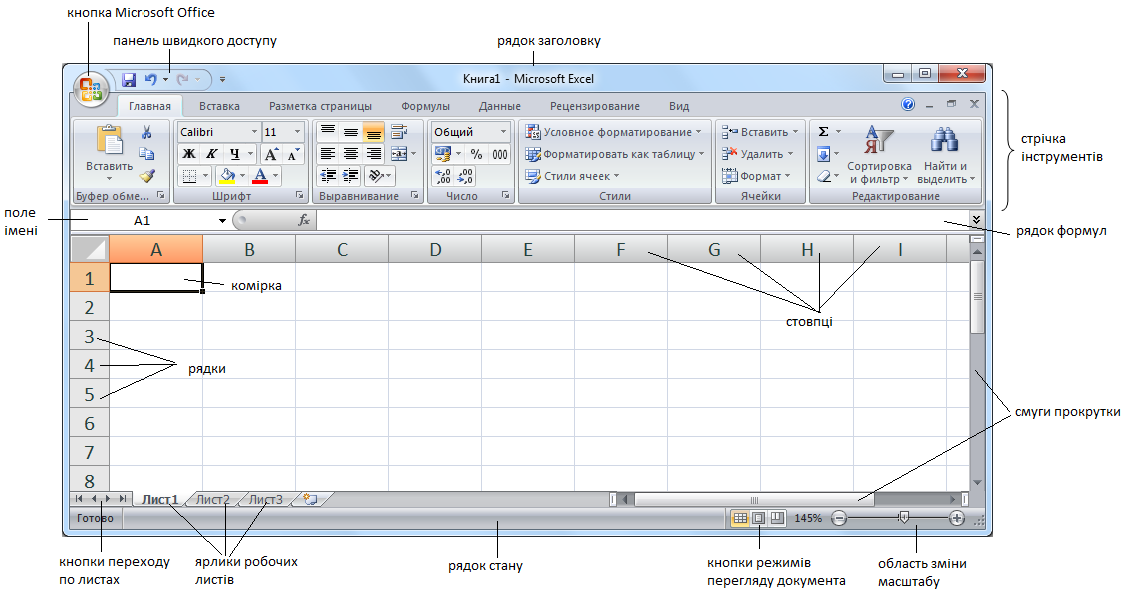 кнопка Microsoft Office
панель швидкого доступу
рядок заголовку
Книга1 - Microsoft Excel
Главная Вставка Разметка страницы Формулы Данные Рецензирование Вид
стрічка
інструментів
Вставить
Буфер обме...
Calibri 11
Ж К Ч А А
А
Шрифт
Выравнивание
Общий
% 000
,00 ,00
Число
Условное форматирование
Форматировать как таблицу
Стили ячеек
Стили
Вставить
Удалить
Формат
Ячейки
Σ
Сортировка
и фильтр
Найти и
выделить
Редактирование
поле
імені
A1
fx
рядок формул
A B C D E F G H I
1
комірка
2
стовпці
3
4
рядки
5
смуги прокрутки
6
7
8
Лист1 Лист2 Лист3
Готово
145%
кнопки переходу
по листах
ярлики робочих
листів
рядок стану
кнопки режимів
перегляду документа
область зміни
масштабу